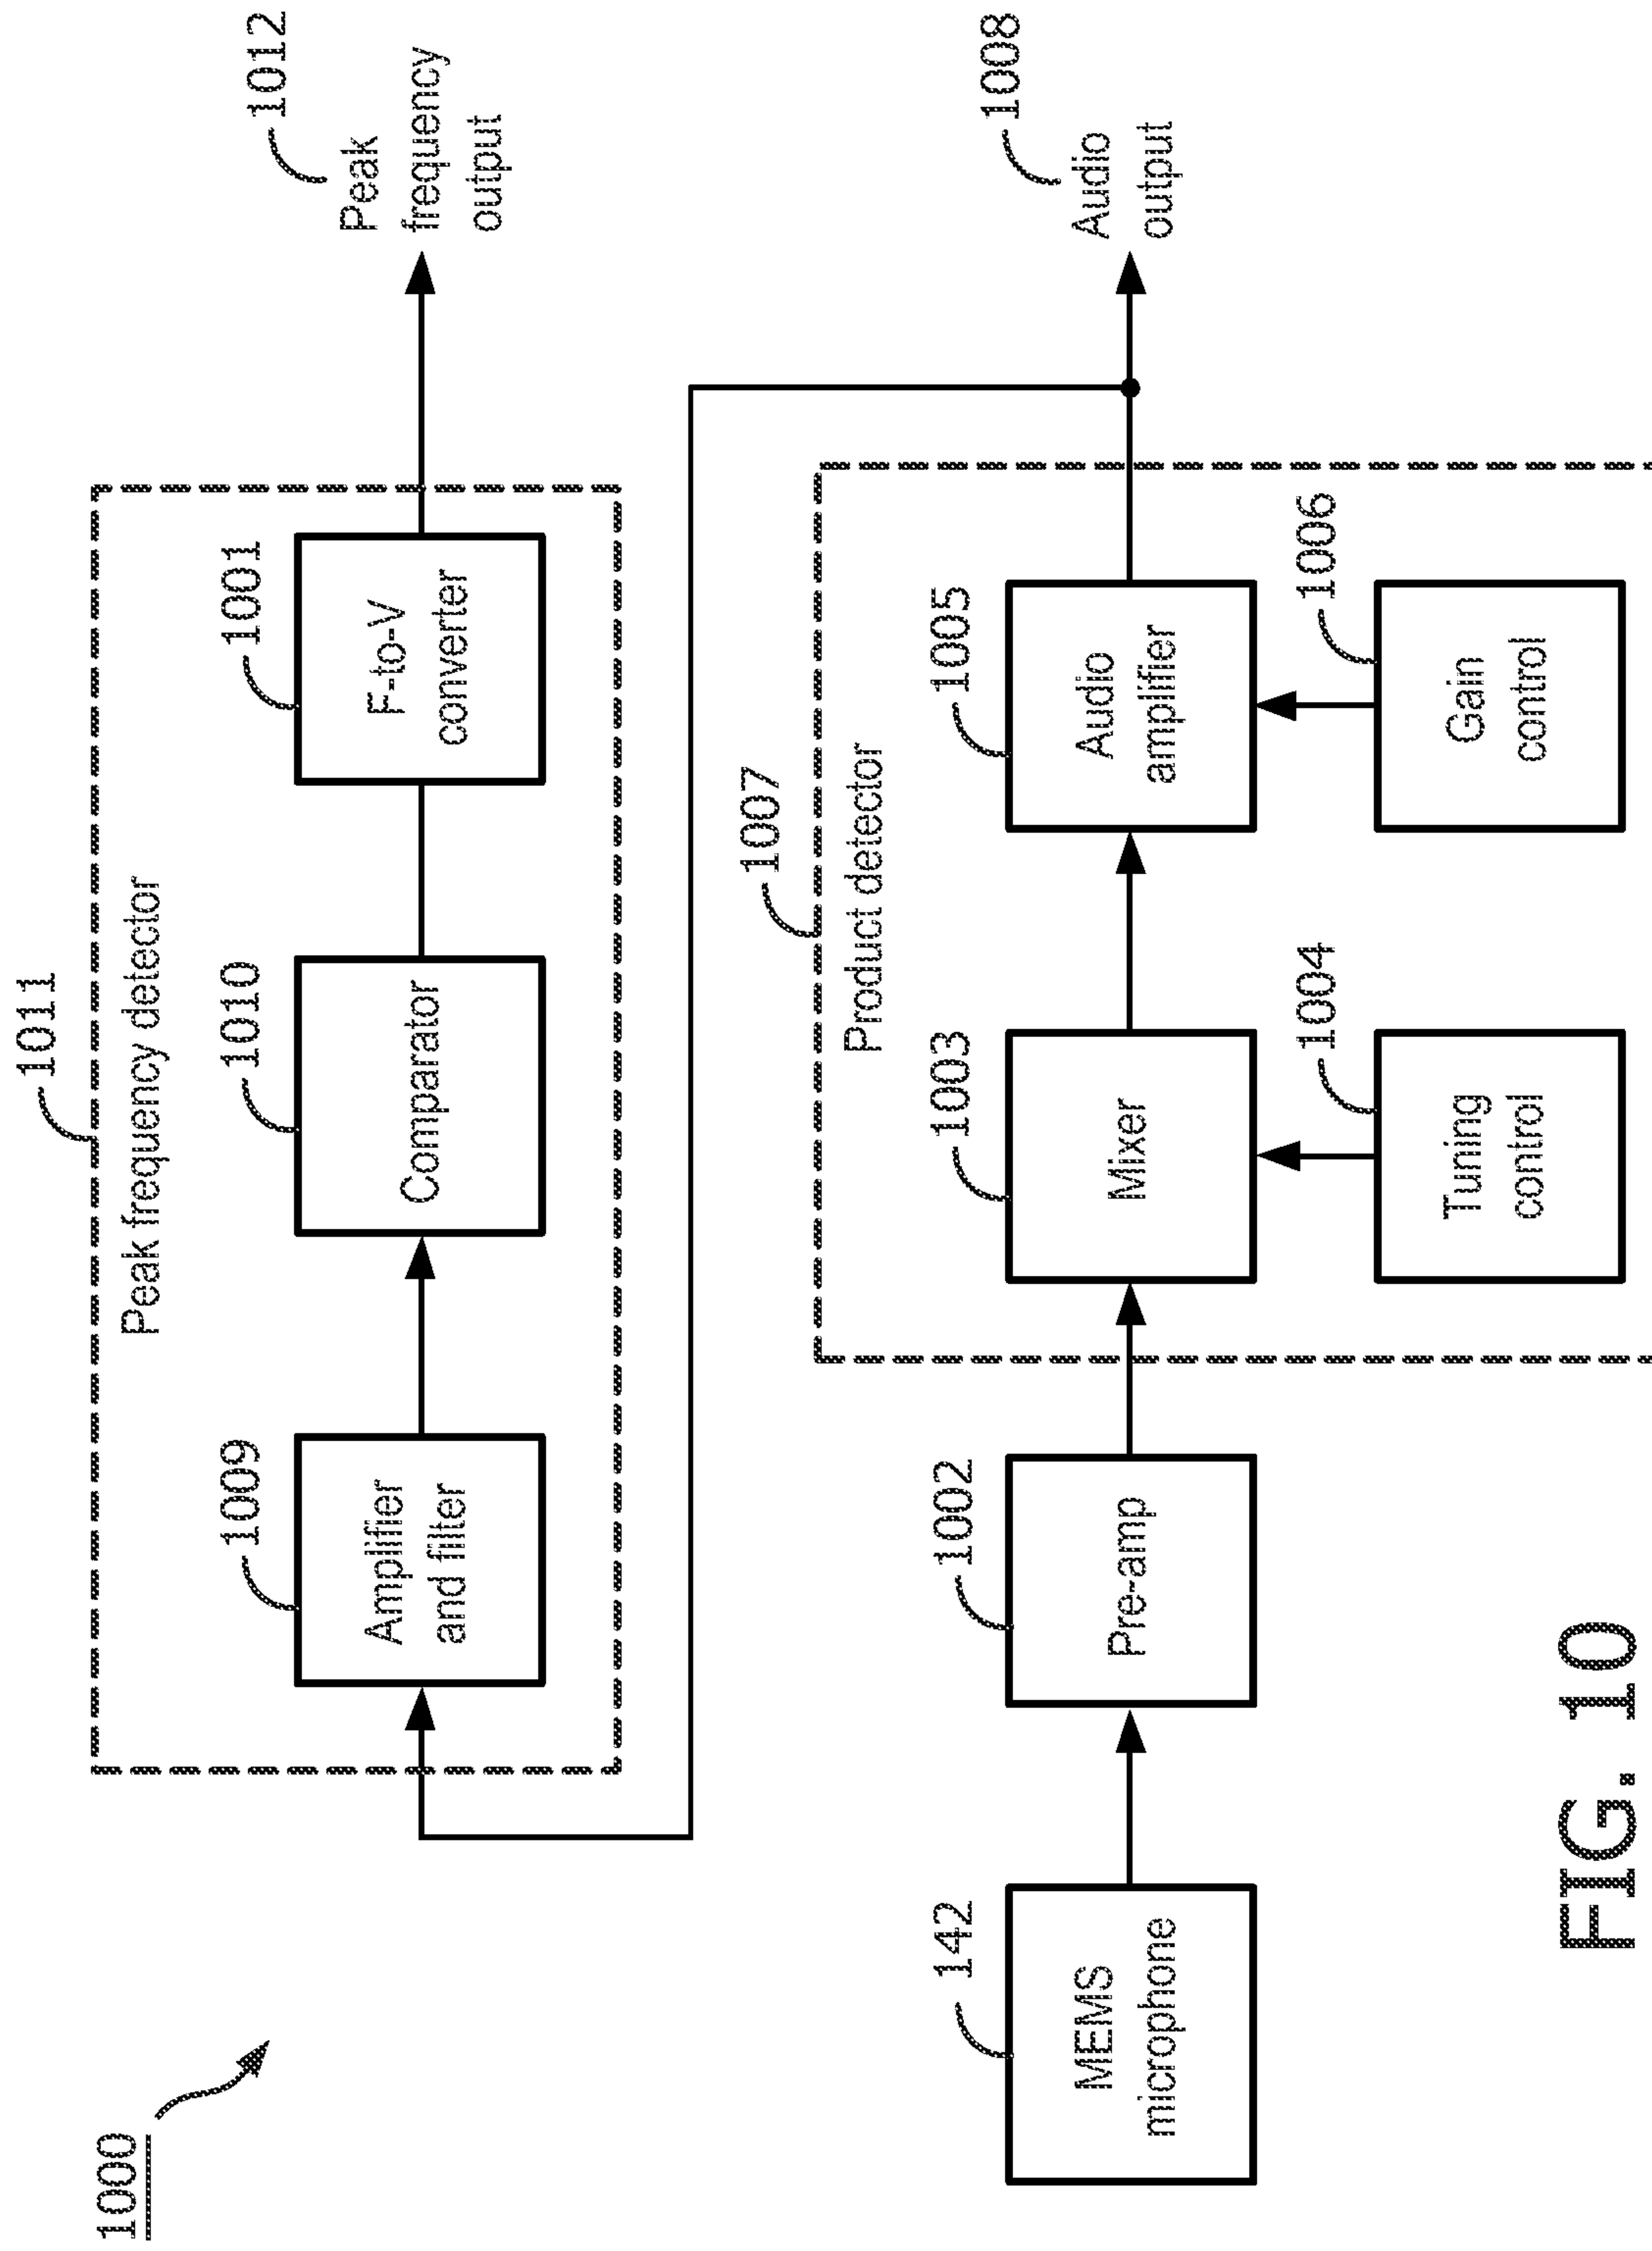 1000
1011
Peak frequency detector
1009
Amplifier
and filter
1010
Comparator
1001
F-to-V
converter
1012
Peak
frequency
output
1007
Product detector
142
MEMS
microphone
1002
Pre-amp
1003
Mixer
1005
Audio
amplifier
1008
Audio
output
1004
Tuning
control
1006
Gain
control
FIG. 10